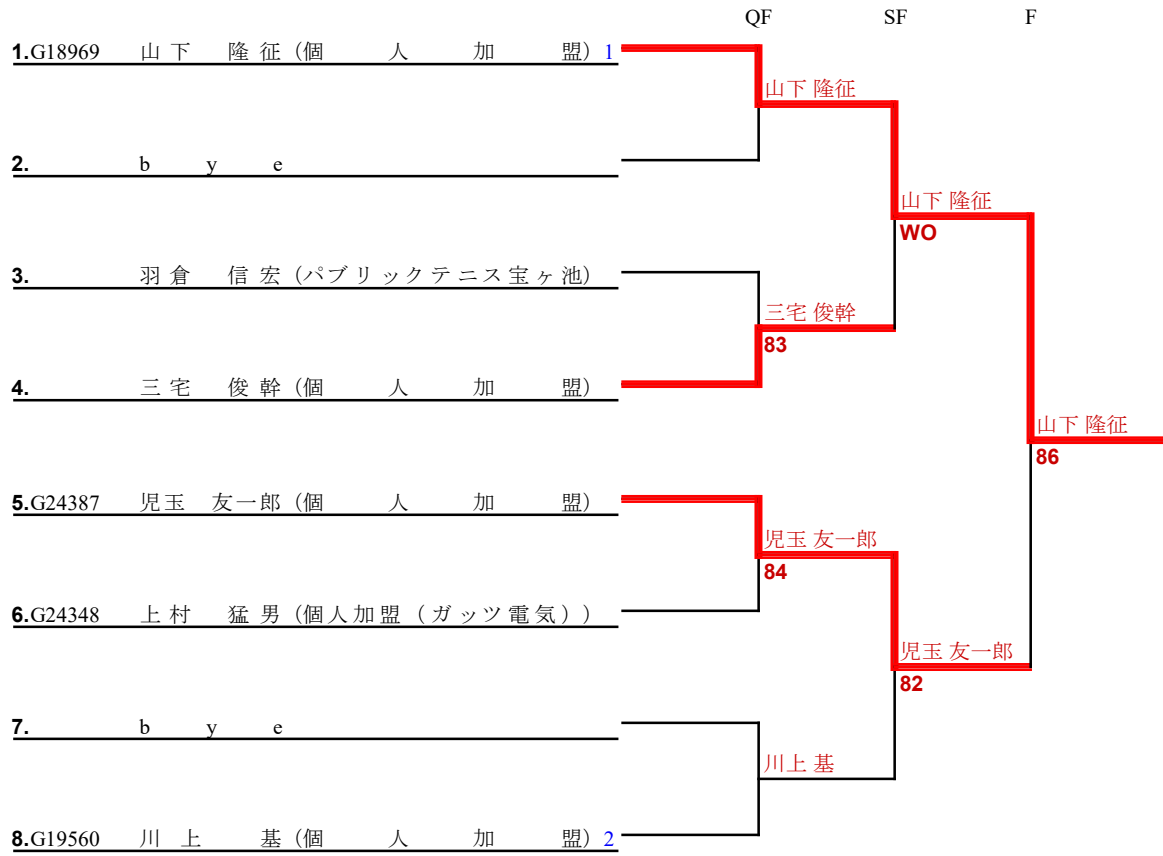 QF SF F
1.G18969 山下 隆征 (個人加盟) 1
山下 隆征
2. bye
山下 隆征
WO
3. 羽倉 信宏 (パブリックテニス宝ヶ池)
三宅 俊幹
83
4. 三宅 俊幹 (個人加盟)
山下 隆征
86
5.G24387 児玉 友一郎 (個人加盟)
児玉 友一郎
84
6.G24348 上村 猛男 (個人加盟(ガッツ電気))
児玉 友一郎
82
7. bye
川上 基
8.G19560 川上 基 (個人加盟) 2